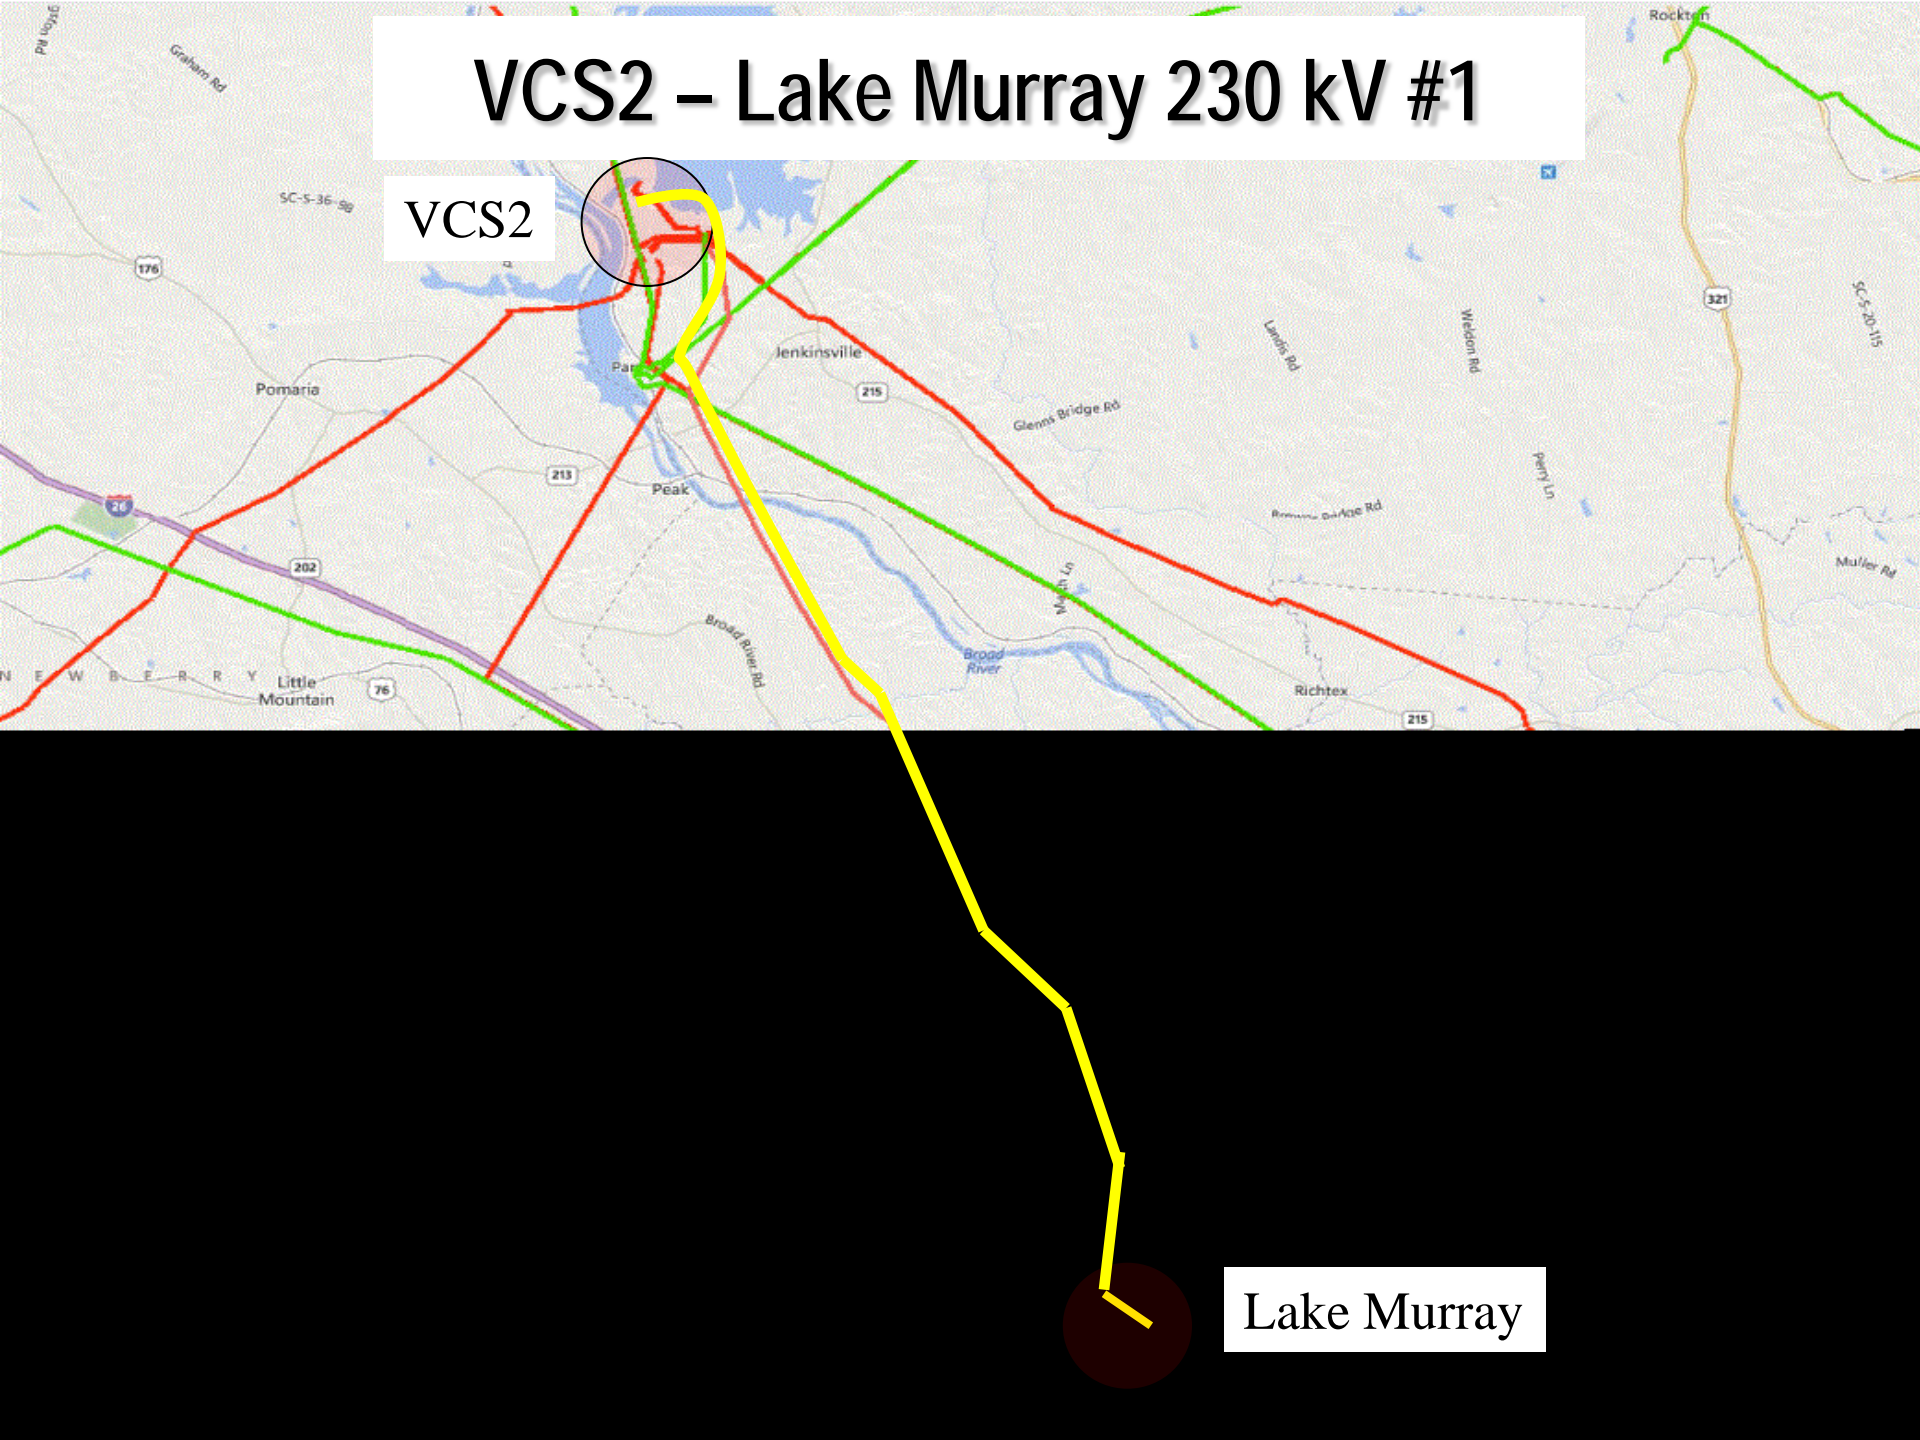 Rockton
Graham Rd
VCS2 – Lake Murray 230 kV #1
SC-S-36-98
VCS2
176
321
SC-S-20-115
Landis Rd
Weldon Rd
Jenkinsville
Par
Pomaria
215
Glenns Bridge Rd
213
Peak
Perry Ln
26
202
Muller Rd
Broad River Rd
Broad
River
N E W B E R R Y
Little
Mountain
76
Richtex
215
Lake Murray